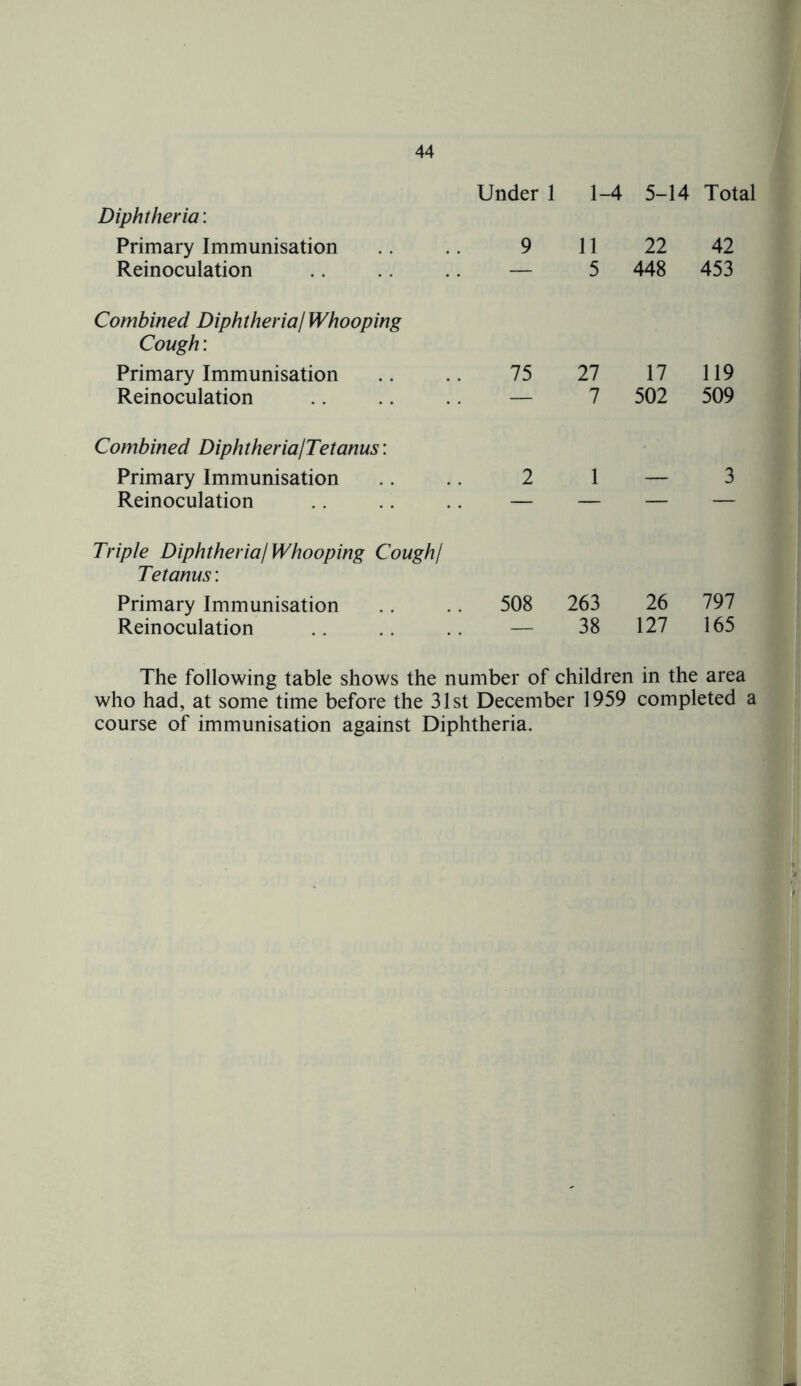 44
Under 1 1-4 5-14 Total
Diphtheria:
Primary Immunisation .. .. 9 11 22 42
Reinoculation .. .. .. — 5 448 453
Combined Diphtheria/Whooping
Cough:
Primary Immunisation .. .. 75 27 17 119
Reinoculation .. .. .. — 7 502 509
Combined Diphtheria/Tetanus:
Primary Immunisation .. .. 2 1 — 3
Reinoculation .. .. .. — — — —
Triple Diphtheria/Whooping Cough/
Tetanus:
Primary Immunisation .. .. 508 263 26 797
Reinoculation .. .. .. — 38 127 165
The following table shows the number of children in the area
who had, at some time before the 31st December 1959 completed a
course of immunisation against Diphtheria.